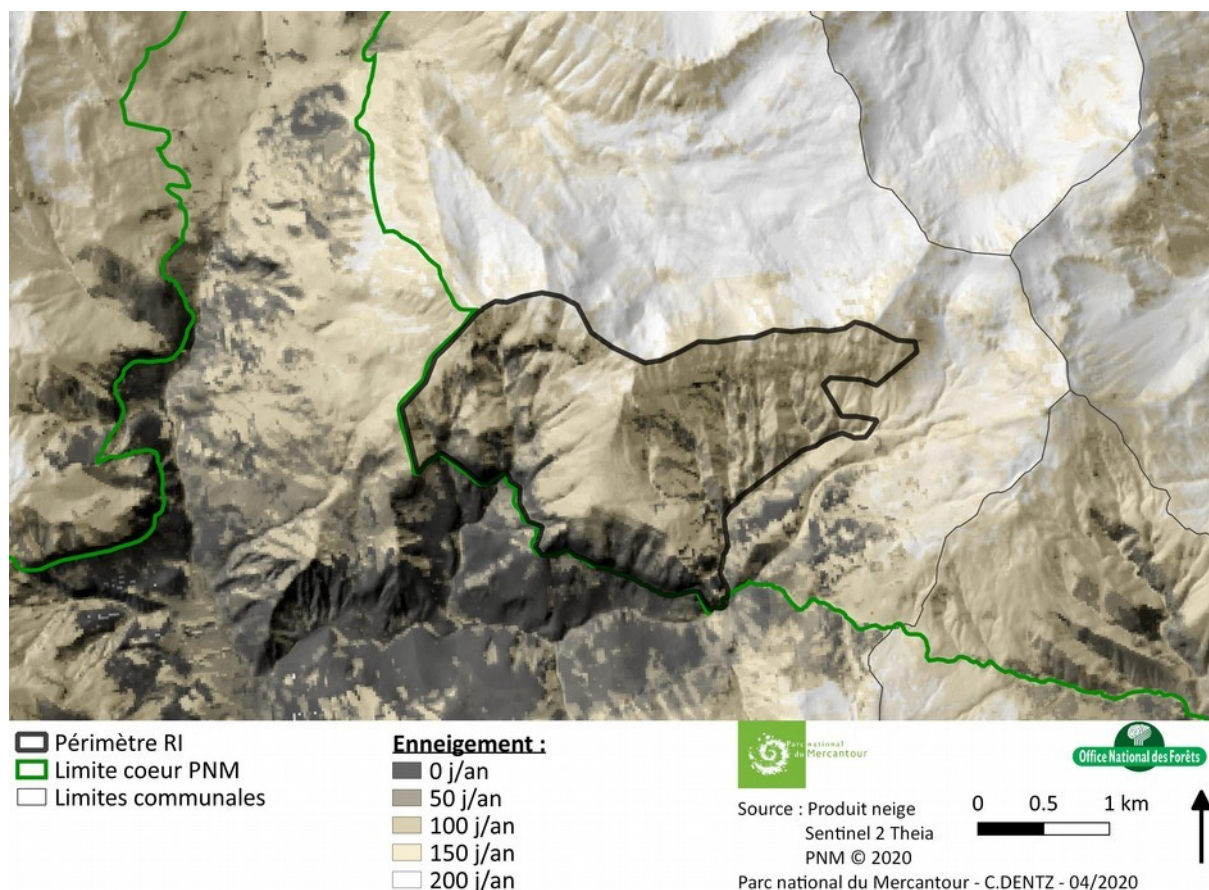 Périmètre RI
Limite coeur PNM
Limites communales
Enneigement :
0 j/an
50 j/an
100 j/an
150 j/an
200 j/an
Parc national
du Mercantour
Office National des Forêts
Source : Produit neige
Sentinel 2 Theia
PNM © 2020
0 0.5 1 km
Parc national du Mercantour - C.DENTZ - 04/2020